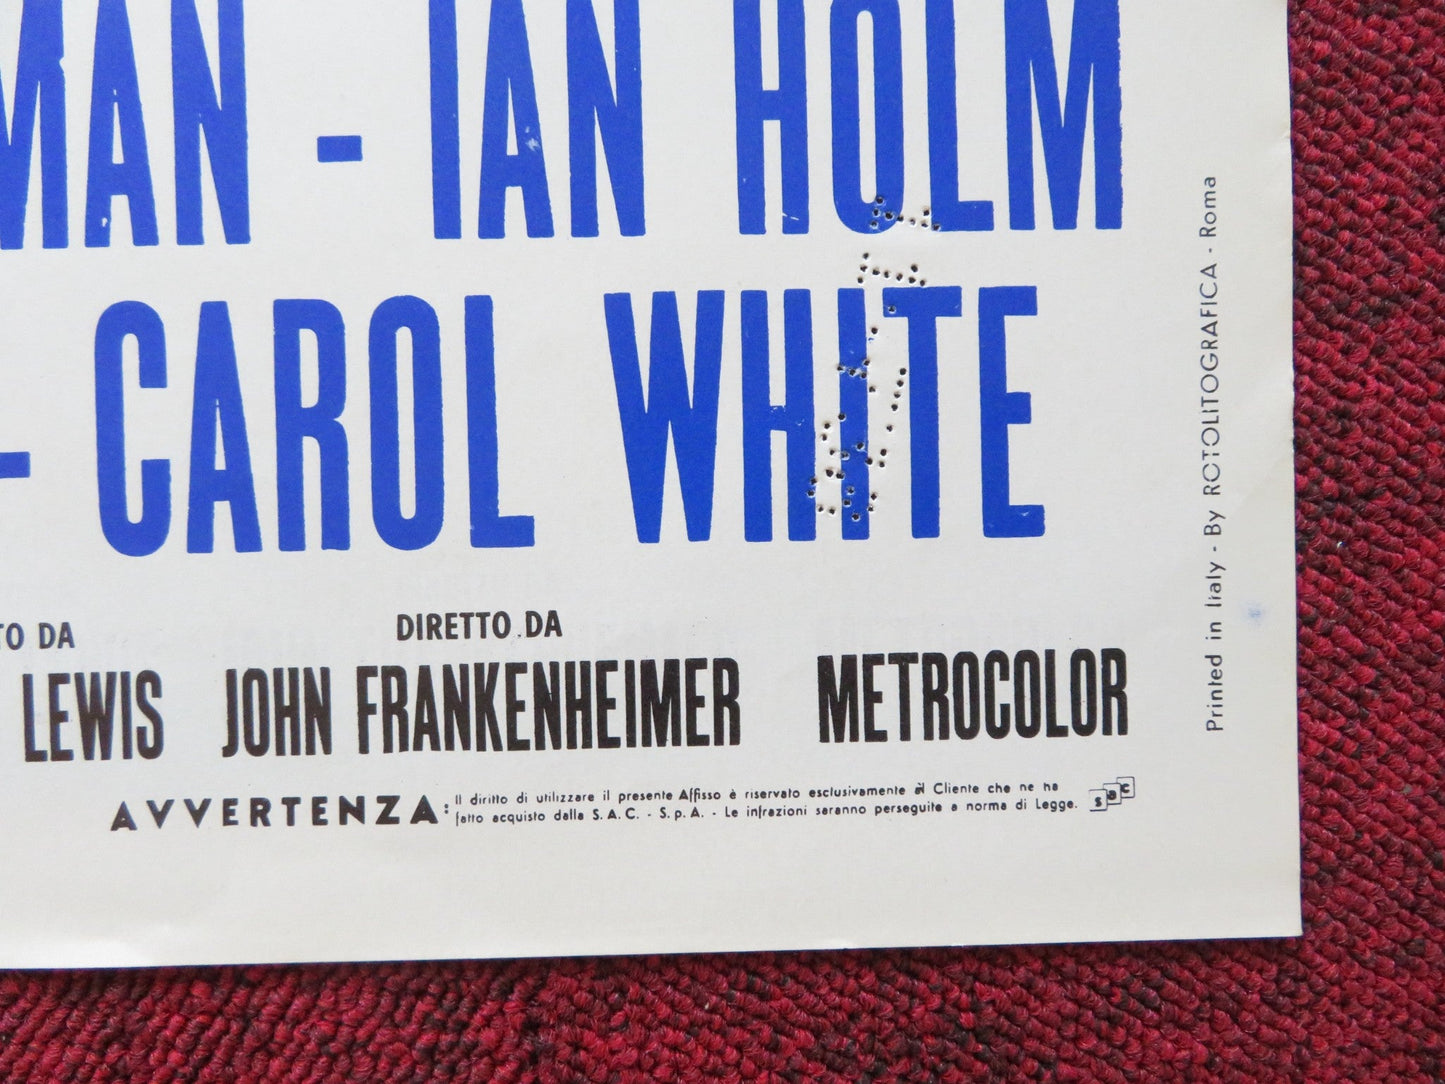 MAN - IAN HOLM
- CAROL WHITE
TO DA
LEWIS
DIRETTO DA
JOHN FRANKENHEIMER
METROCOLOR
AVVERTENZA: Il diritto di utilizzare il presente Affisso è riservato esclusivamente al Cliente che ne ha
fatto acquisto dalla S.A.C. - S.p.A. - Le infrazioni saranno perseguite a norma di Legge.
sac
Printed in Italy - By ROTOLITOGRAFICA - Roma